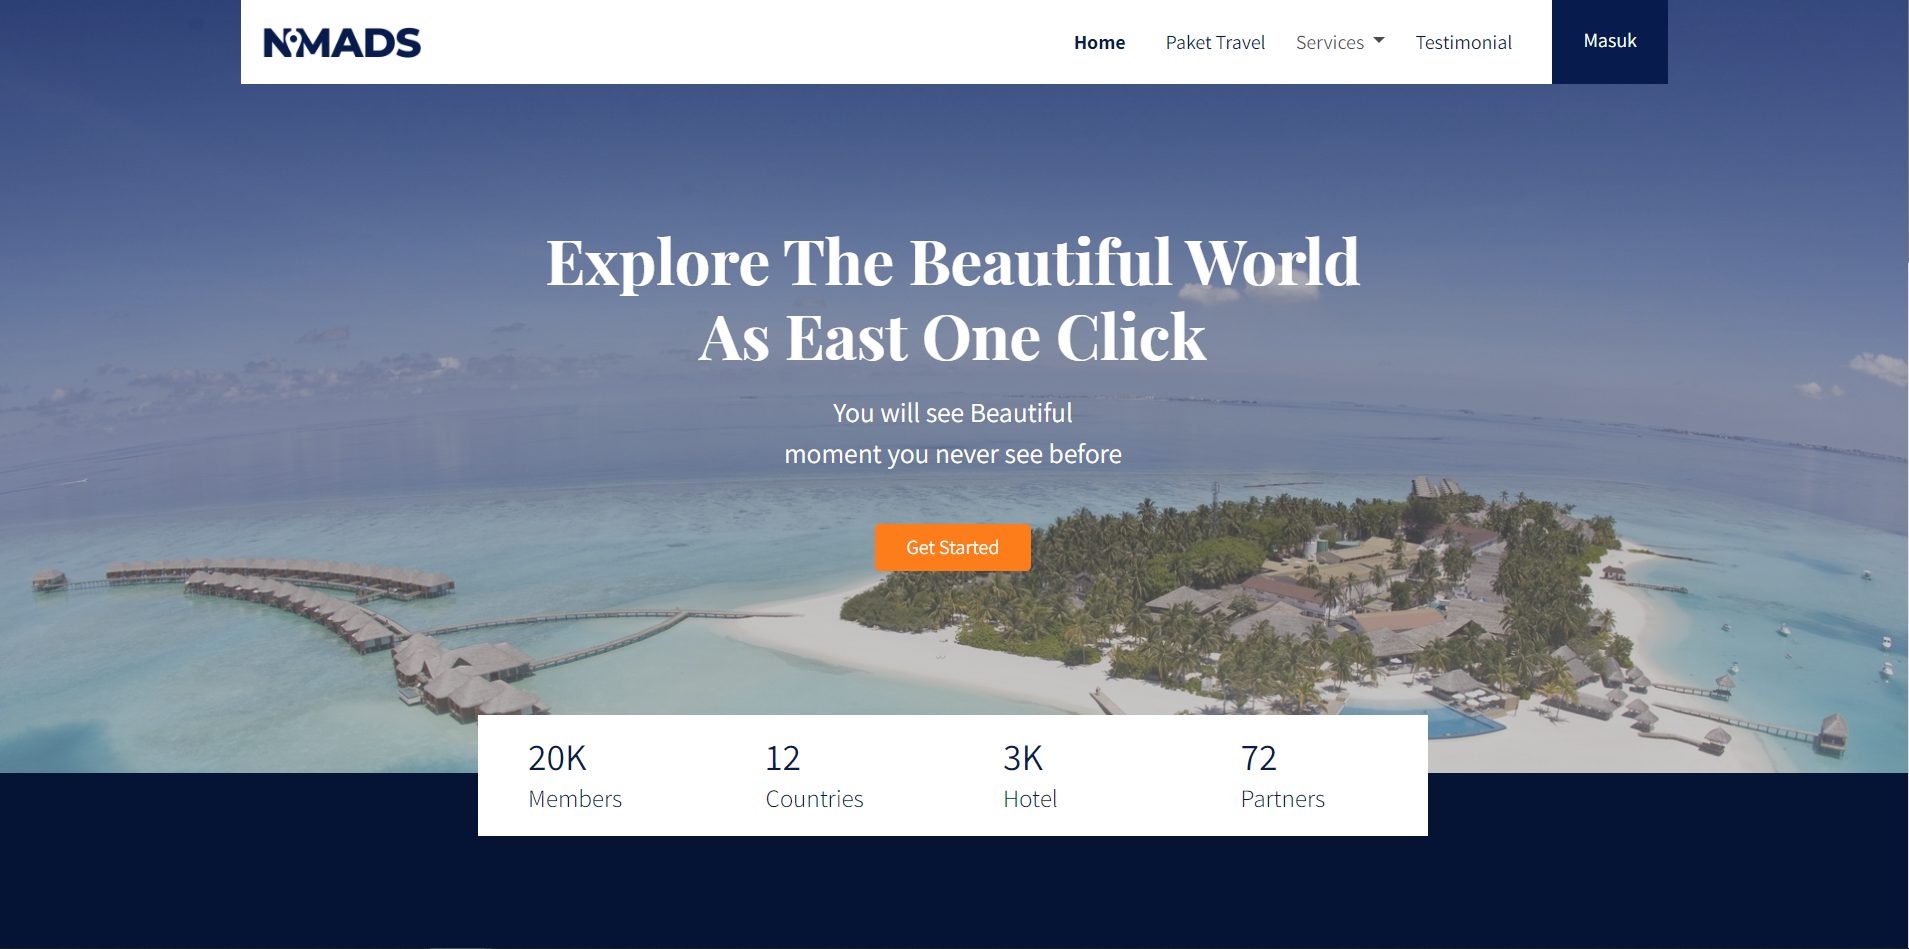 NOMADS
Home Paket Travel Services Testimonial Masuk
Explore The Beautiful World
As East One Click
You will see Beautiful
moment you never see before
Get Started
20K 12 3K 72
Members Countries Hotel Partners